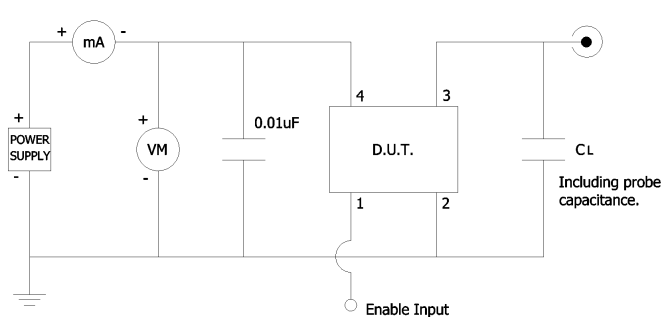 +
mA
-
+
POWER
SUPPLY
-
+
VM
-
0.01uF
4
3
D.U.T.
1
2
CL
Including probe
capacitance.
Enable Input